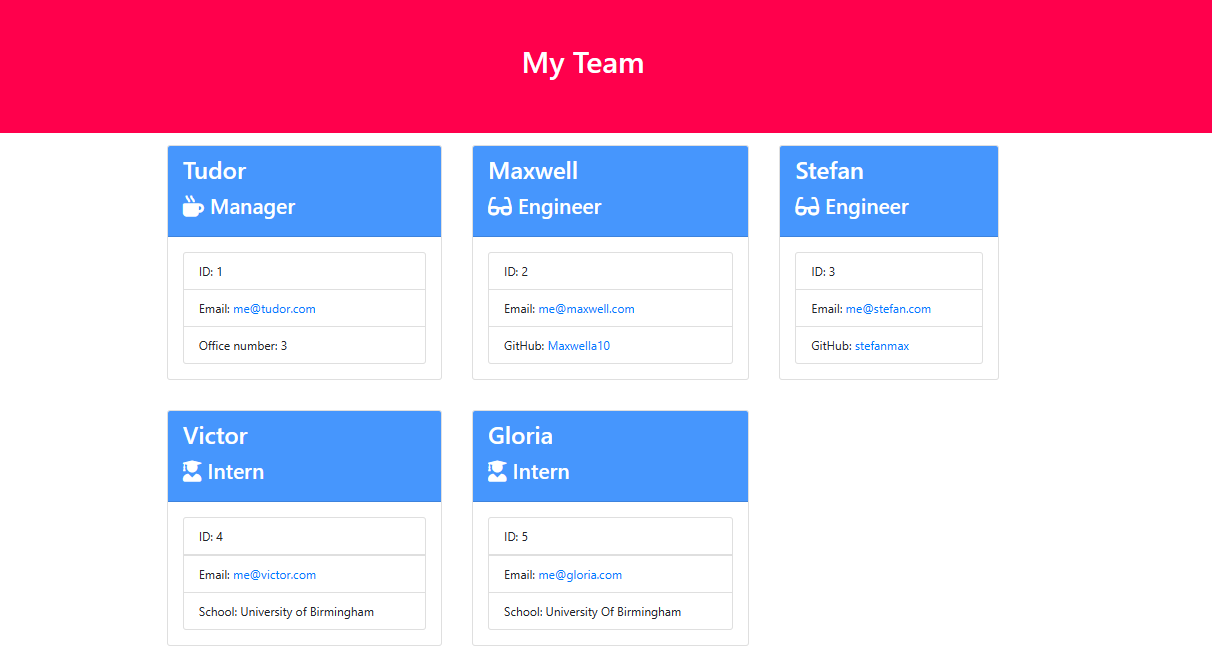 My Team
Tudor
Manager
ID: 1
Email: me@tudor.com
Office number: 3
Maxwell
Engineer
ID: 2
Email: me@maxwell.com
GitHub: Maxwella10
Stefan
Engineer
ID: 3
Email: me@stefan.com
GitHub: stefanmax
Victor
Intern
ID: 4
Email: me@victor.com
School: University of Birmingham
Gloria
Intern
ID: 5
Email: me@gloria.com
School: University Of Birmingham